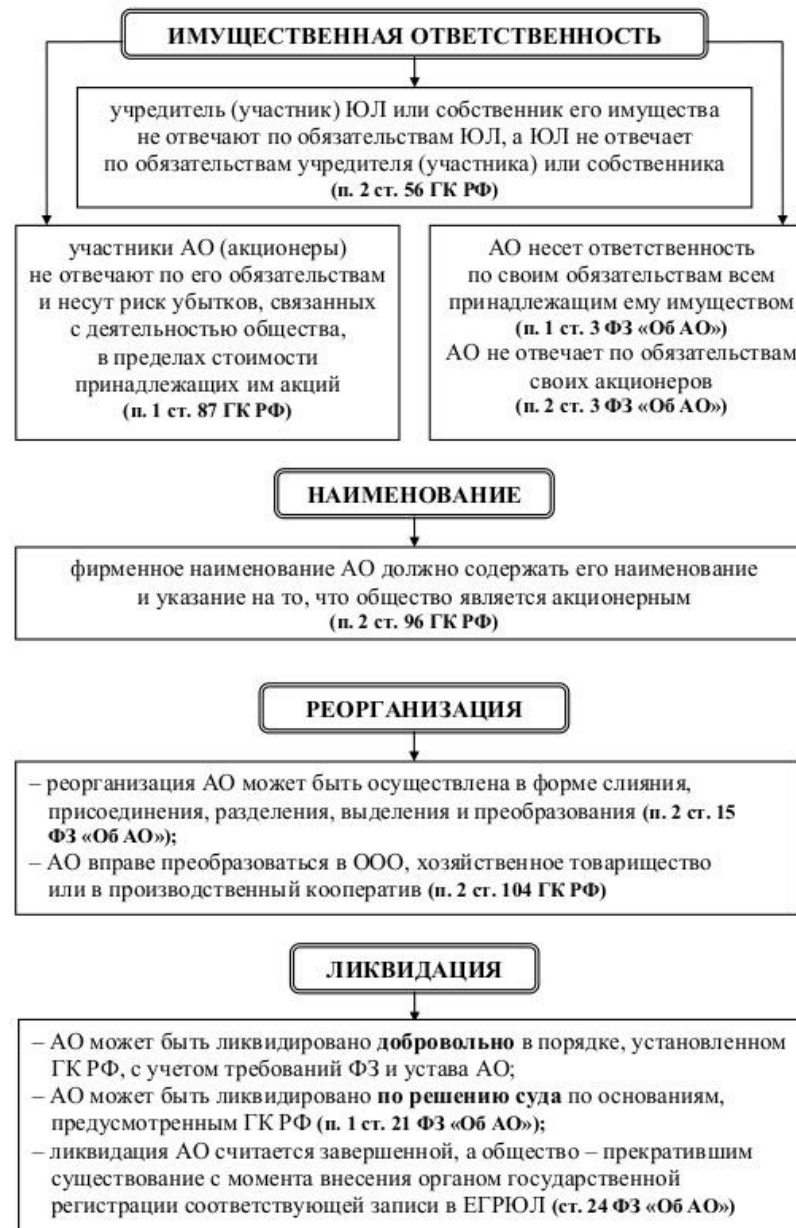 ИМУЩЕСТВЕННАЯ ОТВЕТСТВЕННОСТЬ
учредитель (участник) ЮЛ или собственник его имущества
не отвечают по обязательствам ЮЛ, а ЮЛ не отвечает
по обязательствам учредителя (участника) или собственника
(п. 2 ст. 56 ГК РФ)
участники АО (акционеры)
не отвечают по его обязательствам
и несут риск убытков, связанных
с деятельностью общества,
в пределах стоимости
принадлежащих им акций
(п. 1 ст. 87 ГК РФ)
АО несет ответственность
по своим обязательствам всем
принадлежащим ему имуществом
(п. 1 ст. 3 ФЗ «Об АО»)
АО не отвечает по обязательствам
своих акционеров
(п. 2 ст. 3 ФЗ «Об АО»)
НАИМЕНОВАНИЕ
фирменное наименование АО должно содержать его наименование
и указание на то, что общество является акционерным
(п. 2 ст. 96 ГК РФ)
РЕОРГАНИЗАЦИЯ
– реорганизация АО может быть осуществлена в форме слияния,
присоединения, разделения, выделения и преобразования (п. 2 ст. 15
ФЗ «Об АО»);
– АО вправе преобразоваться в ООО, хозяйственное товарищество
или в производственный кооператив (п. 2 ст. 104 ГК РФ)
ЛИКВИДАЦИЯ
– АО может быть ликвидировано добровольно в порядке, установленном
ГК РФ, с учетом требований ФЗ и устава АО;
– АО может быть ликвидировано по решению суда по основаниям,
предусмотренным ГК РФ (п. 1 ст. 21 ФЗ «Об АО»);
– ликвидация АО считается завершенной, а общество – прекратившим
существование с момента внесения органом государственной
регистрации соответствующей записи в ЕГРЮЛ (ст. 24 ФЗ «Об АО»)